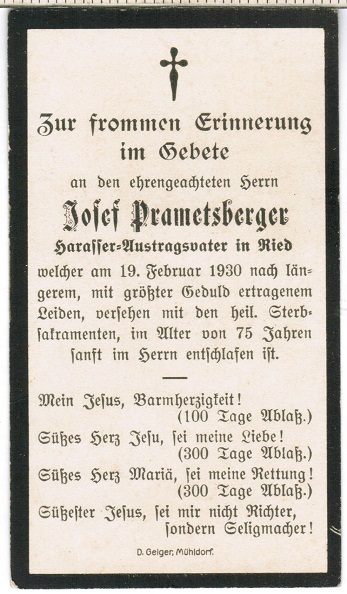 Zur frommen Erinnerung
im Gebete
an den ehrengeachteten Herrn
Josef Prametsberger
Harasser=Austragsvater in Ried
welcher am 19. Februar 1930 nach län=
gerem, mit größter Geduld ertragenem
Leiden, versehen mit den heil. Sterb=
sakramenten, im Alter von 75 Jahren
sanft im Herrn entschlafen ist.
Mein Jesus, Barmherzigkeit!
(100 Tage Ablaß.)
Süßes Herz Jesu, sei meine Liebe!
(300 Tage Ablaß.)
Süßes Herz Mariä, sei meine Rettung!
(300 Tage Ablaß.)
Süßester Jesus, sei mir nicht Richter,
sondern Seligmacher!
D. Geiger, Mühldorf.